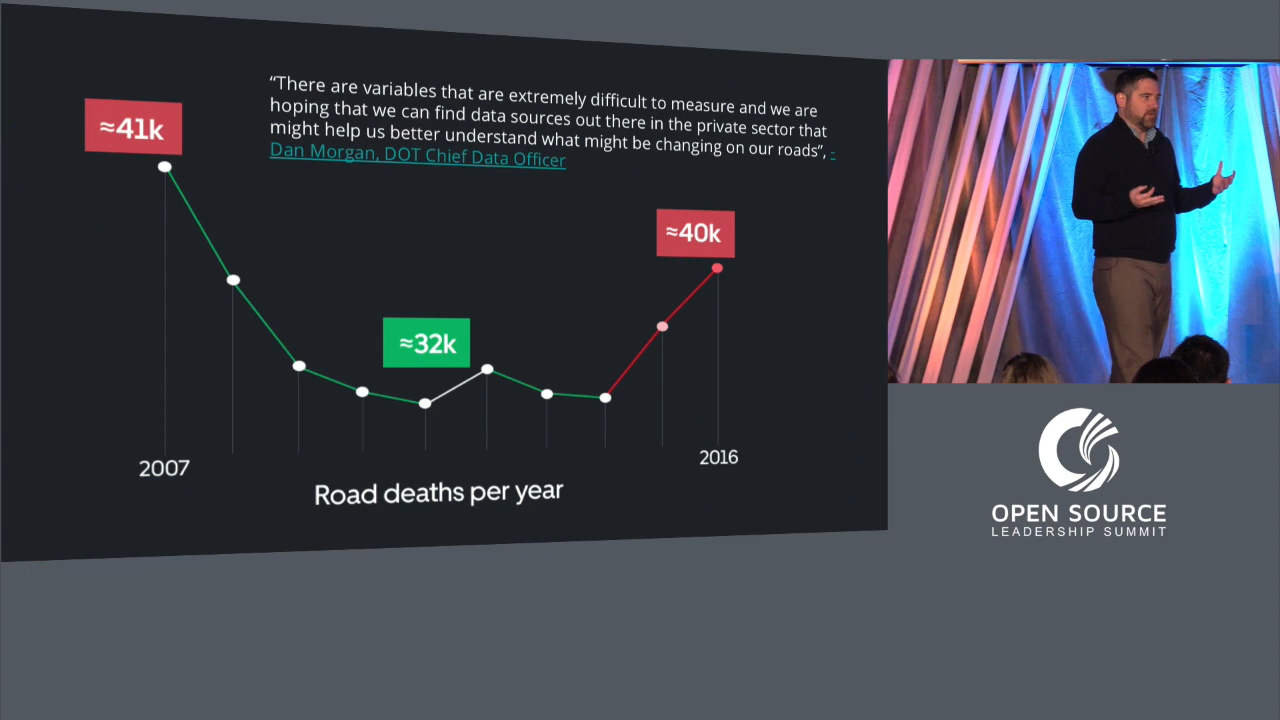 “There are variables that are extremely difficult to measure and we are
hoping that we can find data sources out there in the private sector that
might help us better understand what might be changing on our roads”, -
Dan Morgan, DOT Chief Data Officer
≈41k
≈40k
≈32k
2007
2016
Road deaths per year
OPEN SOURCE
LEADERSHIP SUMMIT